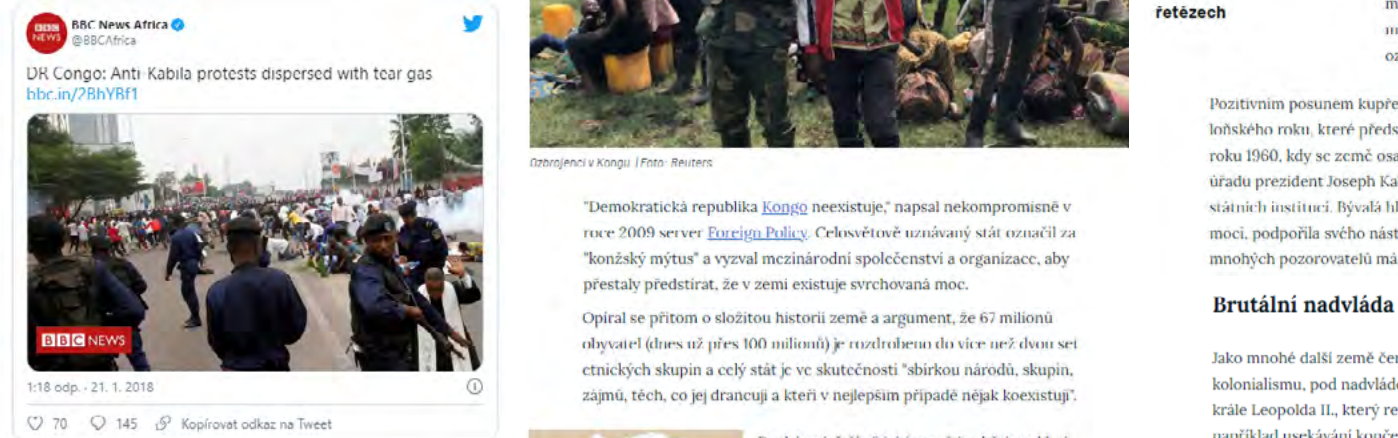 BBC News Africa
@BBCAfrica
DR Congo: Anti-Kabila protests dispersed with tear gas
bbc.in/2BhYBf1
BBC NEWS
1:18 odp. · 21. 1. 2018
70 145 Kopírovat odkaz na Tweet
Ozbrojenci v Kongu. | Foto: Reuters
"Demokratická republika Kongo neexistuje," napsal nekompromisně v
roce 2009 server Foreign Policy. Celosvětově uznávaný stát označil za
"konžský mýtus" a vyzval mezinárodní společenství a organizace, aby
přestaly předstírat, že v zemi existuje svrchovaná moc.
Opíral se přitom o složitou historii země a argument, že 67 milionů
obyvatel (dnes už přes 100 milionů) je rozdrobeno do více než dvou set
etnických skupin a celý stát je ve skutečnosti "sbírkou národů, skupin,
zájmů, těch, co jej drancují a kteří v nejlepším případě nějak koexistují".
řetězech
Pozitivním posunem kupře
loňského roku, které předs
roku 1960, kdy se země osa
úřadu prezident Joseph Ka
státních institucí. Bývalá hl
moci, podpořila svého nást
mnohých pozorovatelů má
Brutální nadvláda
Jako mnohé další země čer
kolonialismu, pod nadvládo
krále Leopolda II., který re
například usekávání konče